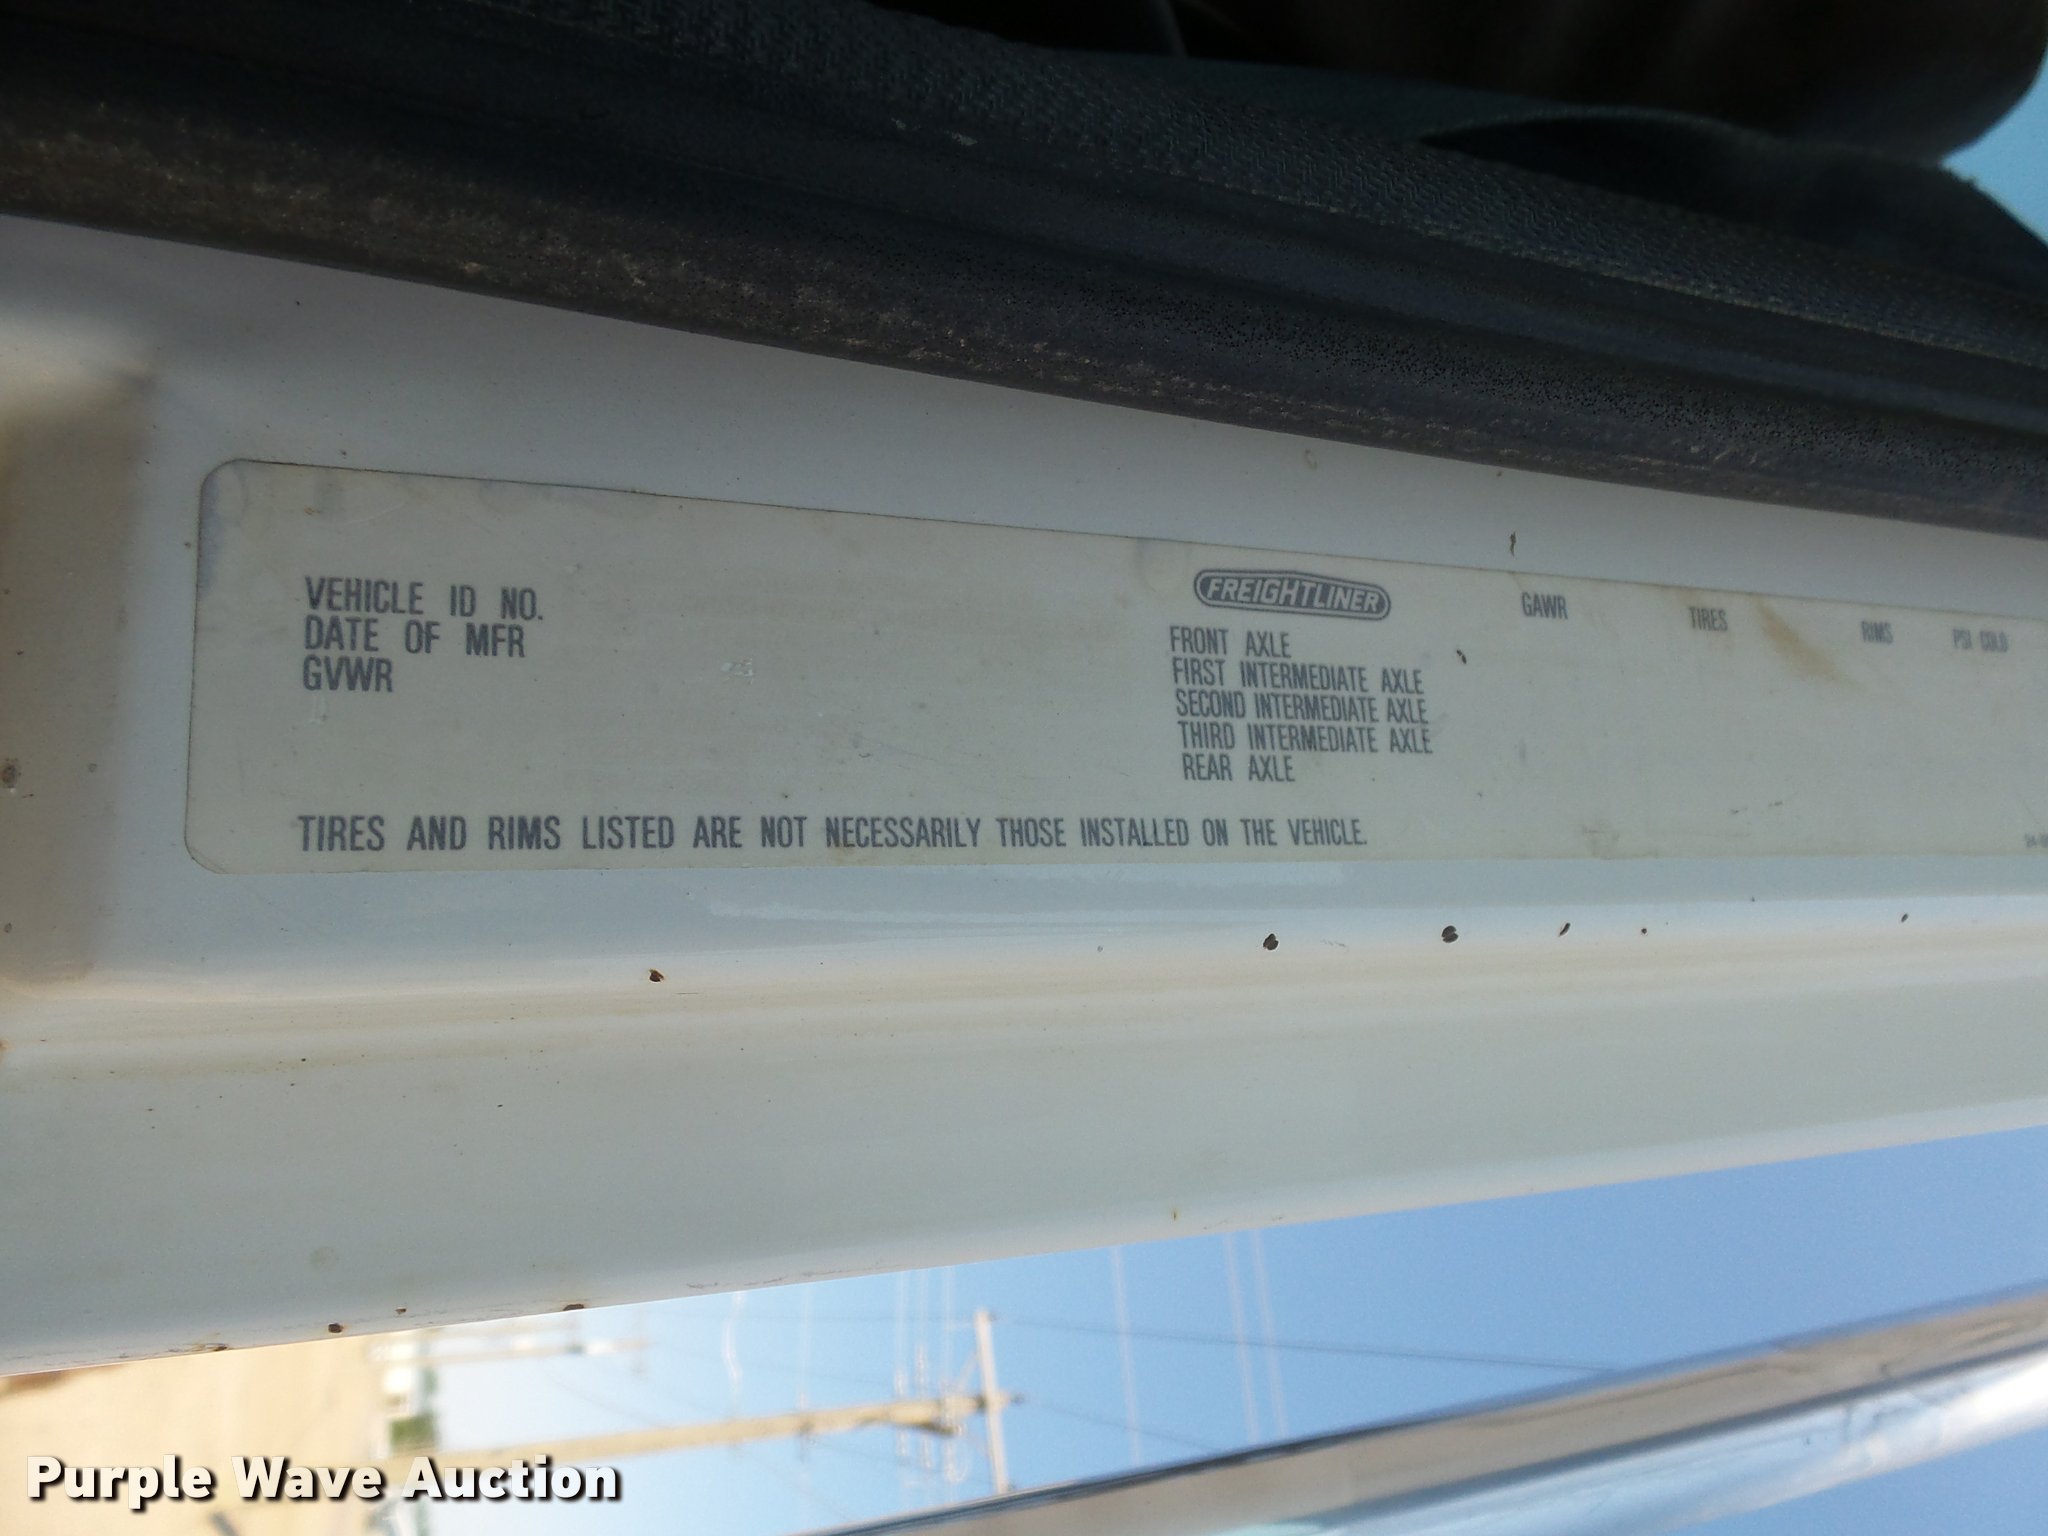 VEHICLE ID NO.
DATE OF MFR
GVWR
FREIGHTLINER
GAWR TIRES RIMS PSI COLD
FRONT AXLE
FIRST INTERMEDIATE AXLE
SECOND INTERMEDIATE AXLE
THIRD INTERMEDIATE AXLE
REAR AXLE
TIRES AND RIMS LISTED ARE NOT NECESSARILY THOSE INSTALLED ON THE VEHICLE.
Purple Wave Auction